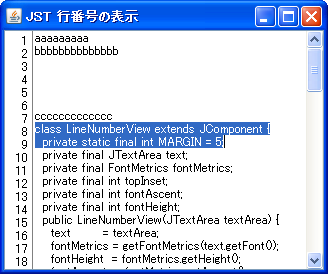 JST 行番号の表示
1 aaaaaaaaa
2 bbbbbbbbbbbbbb
3
4
5
6
7 ccccccccccccc
8 class LineNumberView extends JComponent {
9 private static final int MARGIN = 5;
10 private final JTextArea text;
11 private final FontMetrics fontMetrics;
12 private final int topInset;
13 private final int fontAscent;
14 private final int fontHeight;
15 public LineNumberView(JTextArea textArea) {
16 text = textArea;
17 fontMetrics = getFontMetrics(text.getFont());
18 fontHeight = fontMetrics.getHeight();